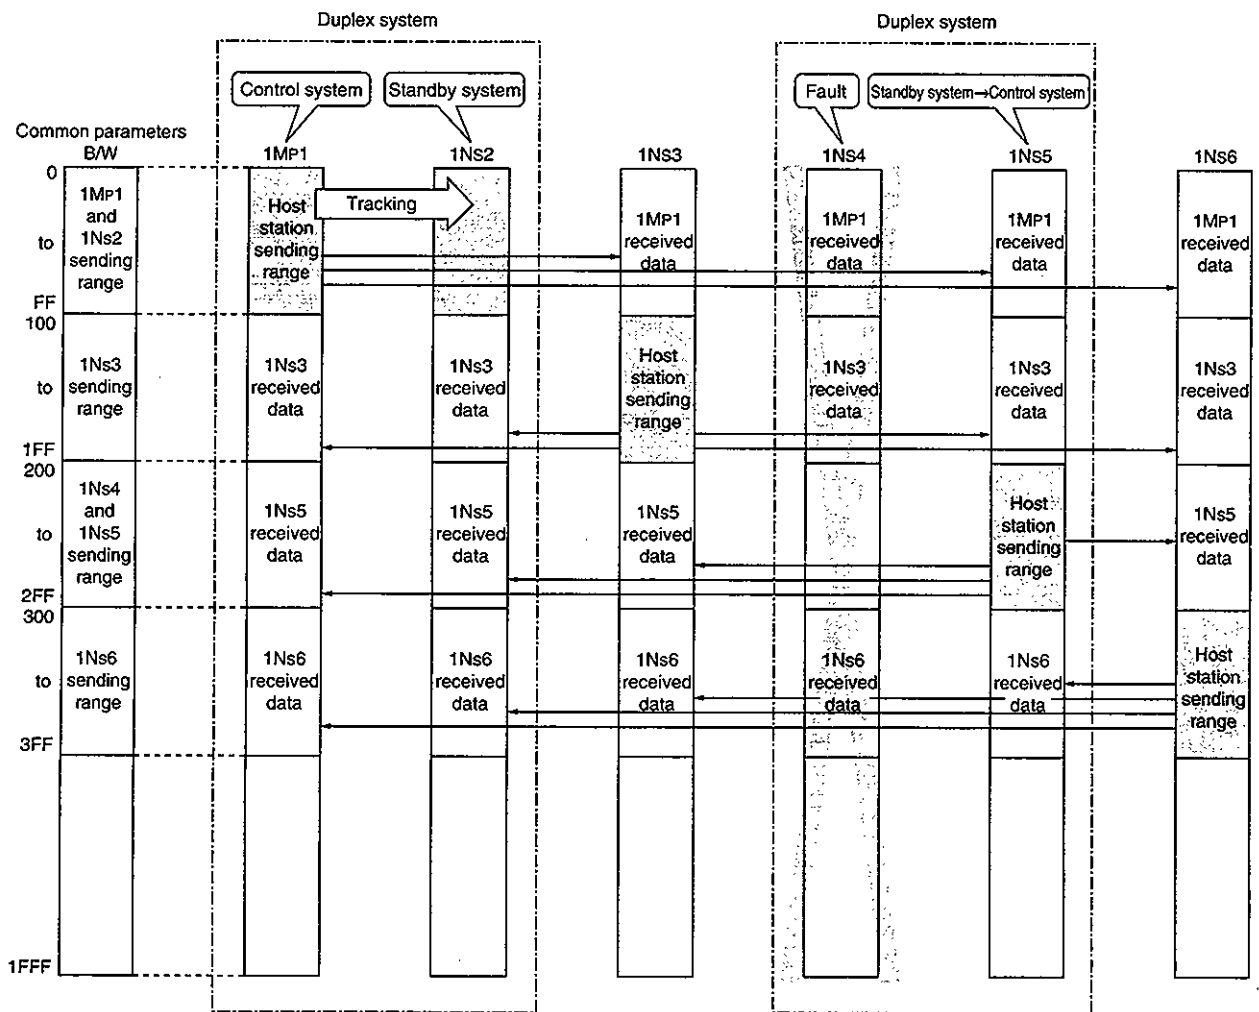 Duplex system
Duplex system
Control system
Standby system
Fault
Standby system→Control system
Common parameters
B/W
1MP1
1NS2
1NS3
1NS4
1NS5
1NS6
0
to
FF
1MP1
and
1NS2
sending
range
Host
station
sending
range
Tracking
1MP1
received
data
1MP1
received
data
1MP1
received
data
1MP1
received
data
100
to
1FF
1NS3
sending
range
1NS3
received
data
1NS3
received
data
Host
station
sending
range
1NS3
received
data
1NS3
received
data
1NS3
received
data
200
to
2FF
1NS4
and
1NS5
sending
range
1NS5
received
data
1NS5
received
data
1NS5
received
data
Host
station
sending
range
1NS5
received
data
300
to
3FF
1NS6
sending
range
1NS6
received
data
1NS6
received
data
1NS6
received
data
1NS6
received
data
1NS6
received
data
Host
station
sending
range
1FFF